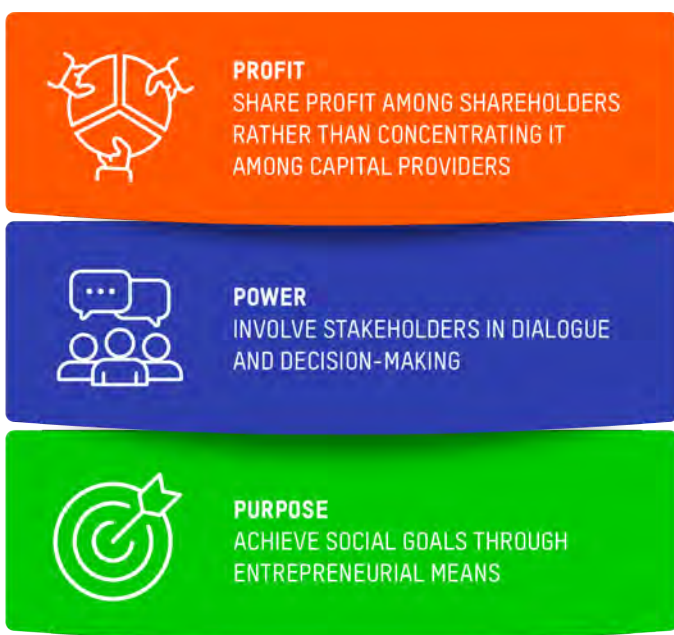 PROFIT
SHARE PROFIT AMONG SHAREHOLDERS
RATHER THAN CONCENTRATING IT
AMONG CAPITAL PROVIDERS
POWER
INVOLVE STAKEHOLDERS IN DIALOGUE
AND DECISION-MAKING
PURPOSE
ACHIEVE SOCIAL GOALS THROUGH
ENTREPRENEURIAL MEANS